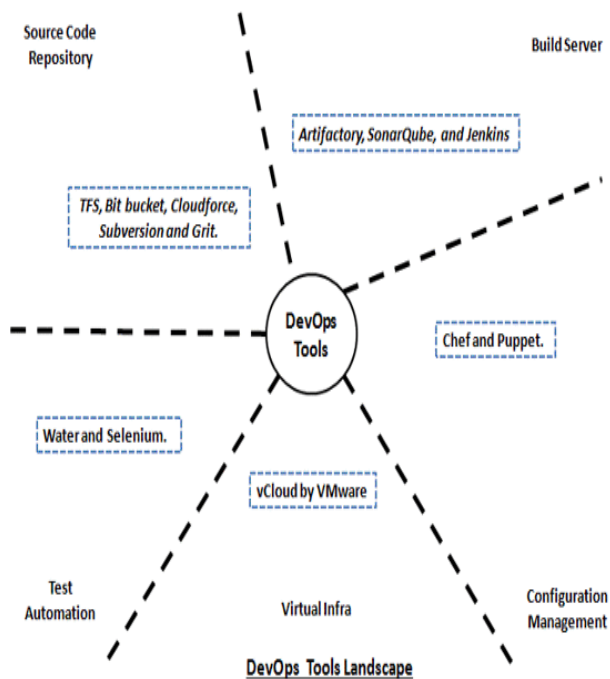 Source Code
Repository
Build Server
Artifactory, SonarQube, and Jenkins
TFS, Bit bucket, Cloudforce,
Subversion and Grit.
DevOps
Tools
Chef and Puppet.
Water and Selenium.
vCloud by VMware
Test
Automation
Virtual Infra
Configuration
Management
DevOps Tools Landscape